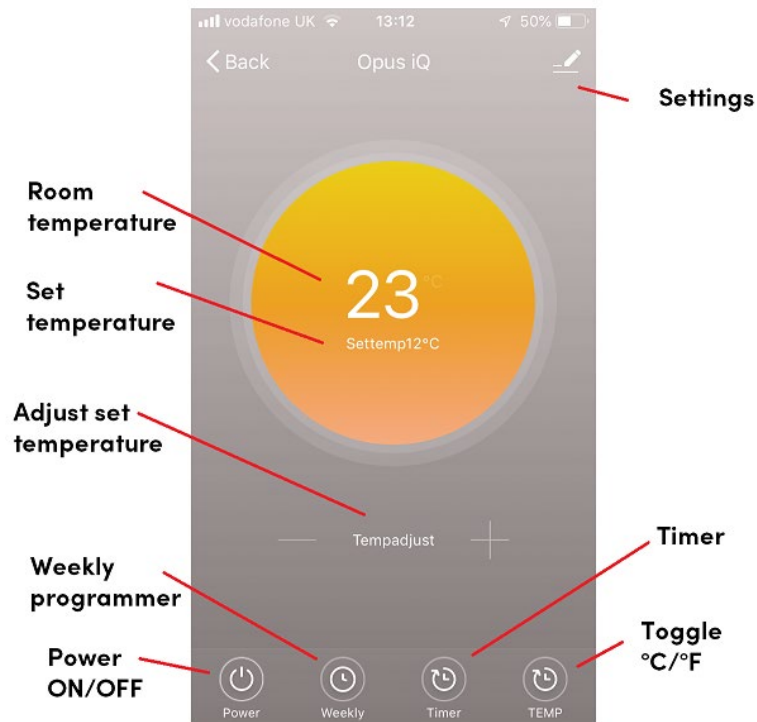 vodafone UK 13:12 50%
Back Opus iQ
Settings
Room
temperature
23 °C
Set
temperature
Settemp12°C
Adjust set
temperature
Tempadjust
Timer
Weekly
programmer
Power
ON/OFF
Toggle
°C/°F
Power Weekly Timer TEMP